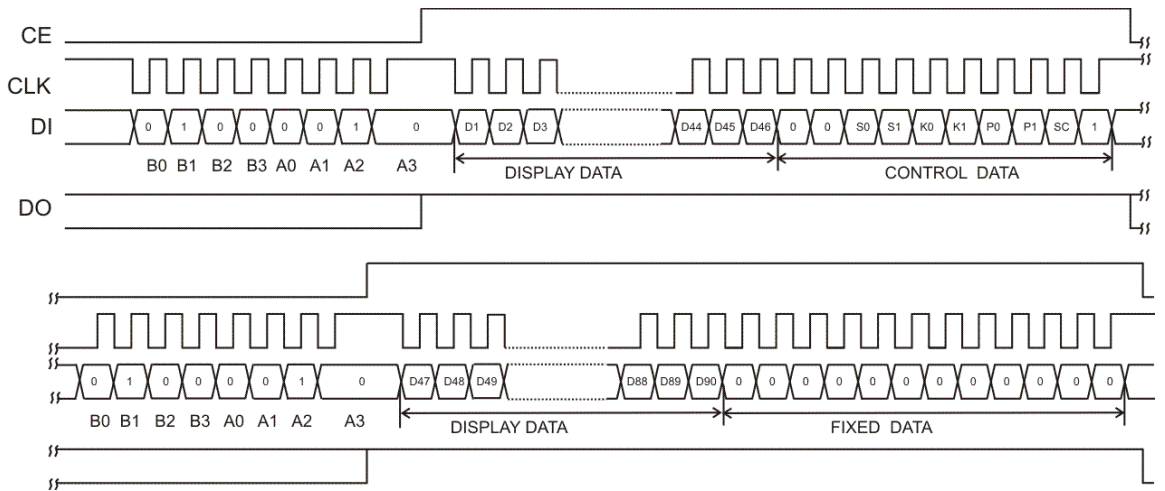 CE
CLK
DI 0 1 0 0 0 0 1 0 D1 D2 D3 D44 D45 D46 0 0 S0 S1 K0 K1 P0 P1 SC 1
B0 B1 B2 B3 A0 A1 A2 A3
DISPLAY DATA CONTROL DATA
DO
0 1 0 0 0 0 1 0 D47 D48 D49 D88 D89 D90 0 0 0 0 0 0 0 0 0 0 0 0
B0 B1 B2 B3 A0 A1 A2 A3
DISPLAY DATA FIXED DATA